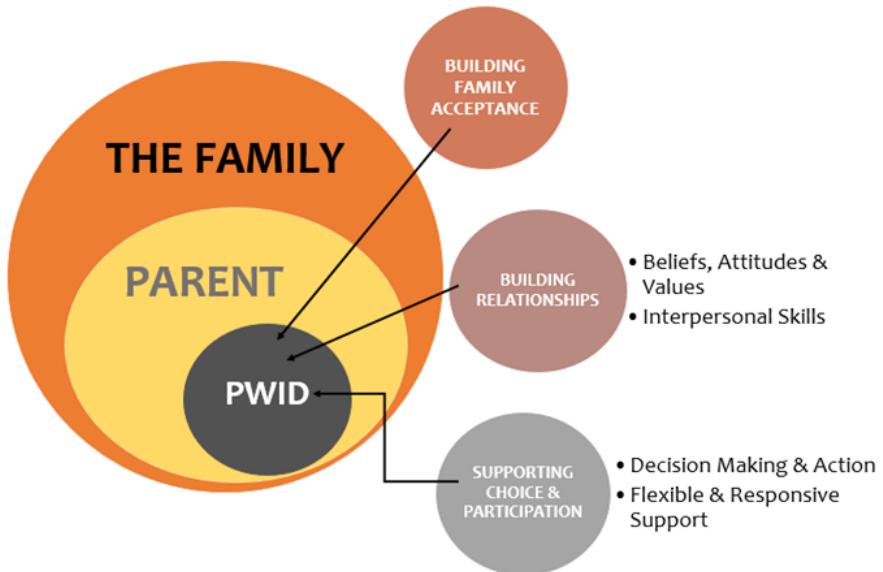 THE FAMILY
PARENT
PWID
BUILDING
FAMILY
ACCEPTANCE
BUILDING
RELATIONSHIPS
• Beliefs, Attitudes &
Values
• Interpersonal Skills
SUPPORTING
CHOICE &
PARTICIPATION
• Decision Making & Action
• Flexible & Responsive
Support